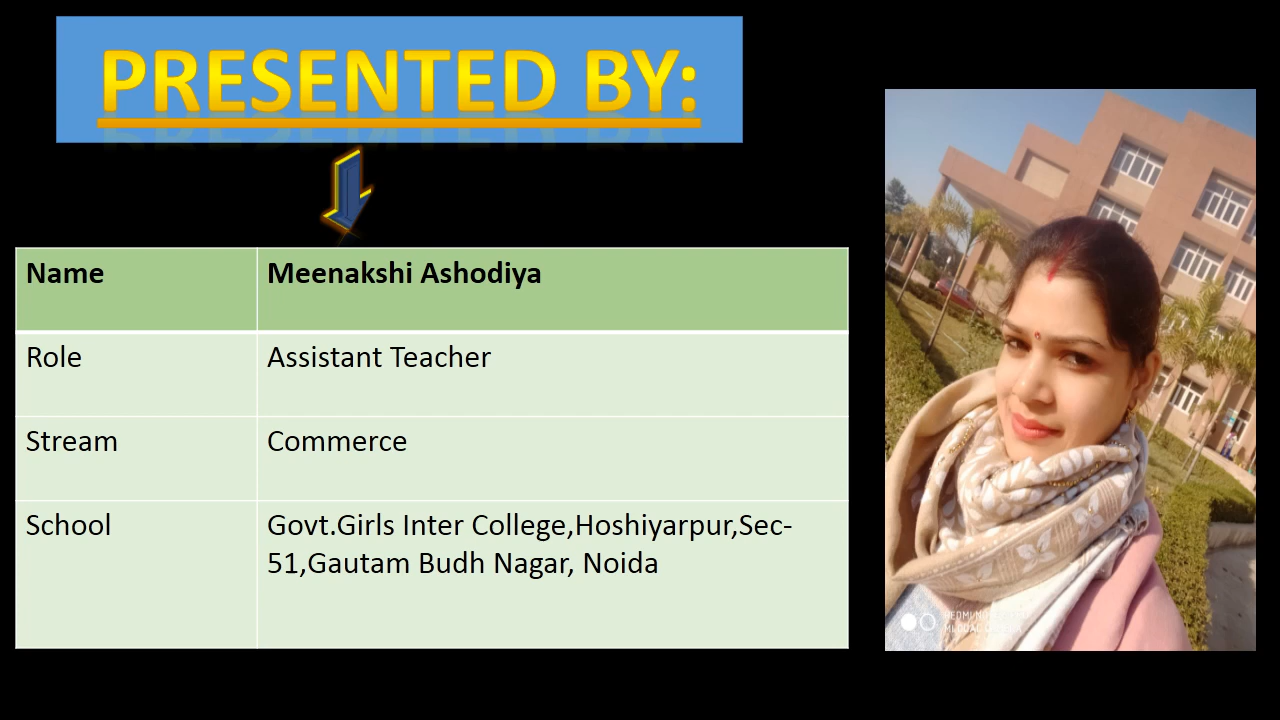 PRESENTED BY:
Name Meenakshi Ashodiya
Role Assistant Teacher
Stream Commerce
School Govt.Girls Inter College,Hoshiyarpur,Sec-
51,Gautam Budh Nagar, Noida